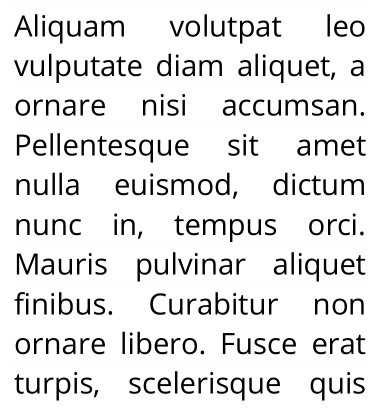 Aliquam volutpat leo
vulputate diam aliquet, a
ornare nisi accumsan.
Pellentesque sit amet
nulla euismod, dictum
nunc in, tempus orci.
Mauris pulvinar aliquet
finibus. Curabitur non
ornare libero. Fusce erat
turpis, scelerisque quis